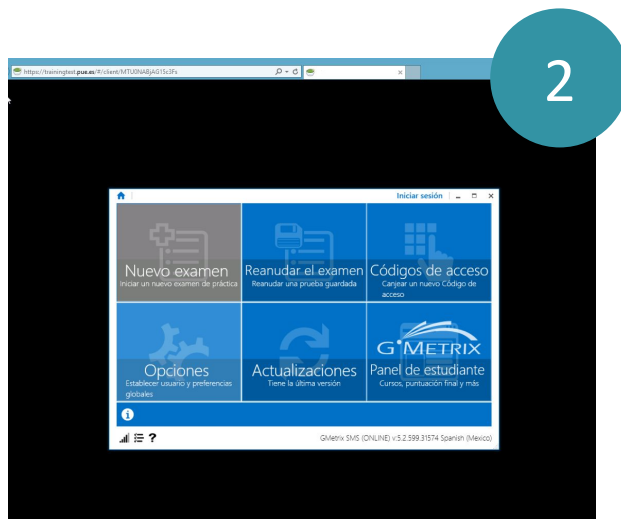 2
https://trainingtest.pue.es/#/client/MTU0NABjAG15c3Fs
Iniciar sesión
Nuevo examen
Iniciar un nuevo examen de práctica
Reanudar el examen
Reanudar una prueba guardada
Códigos de acceso
Canjear un nuevo Código de
acceso
Opciones
Establecer usuario y preferencias
globales
Actualizaciones
Tiene la última versión
GMETRIX
Panel de estudiante
Cursos, puntuación final y más
?
GMetrix SMS (ONLINE) v:5.2.599.31574 Spanish (Mexico)